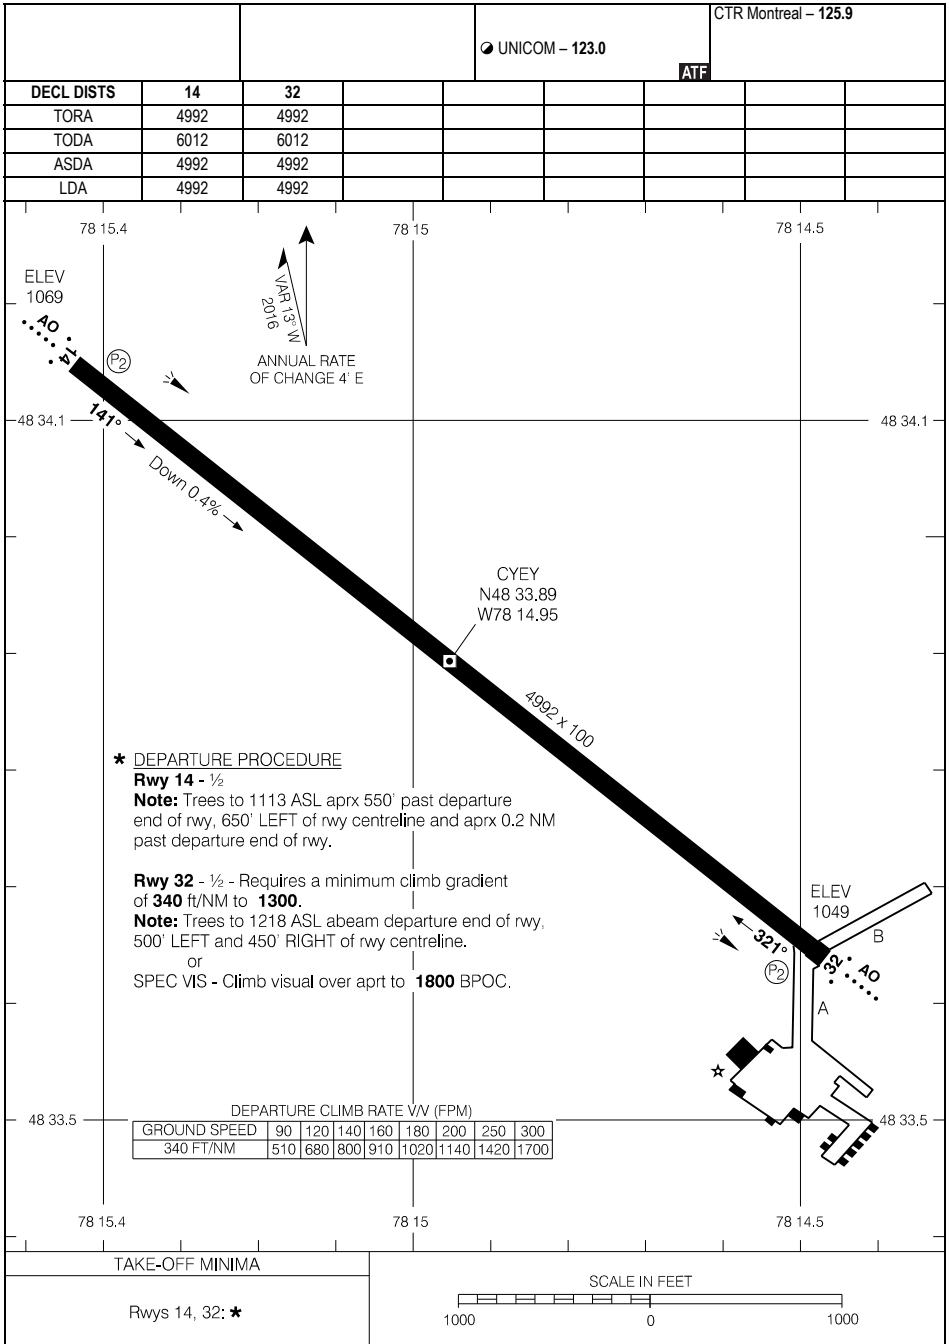 CTR Montreal – 125.9
UNICOM – 123.0
ATF
DECL DISTS 14 32
TORA 4992 4992
TODA 6012 6012
ASDA 4992 4992
LDA 4992 4992
78 15.4 78 15 78 14.5
ELEV
1069
AO
14
P2
VAR 13° W
2016
ANNUAL RATE
OF CHANGE 4' E
48 34.1 48 34.1
141°
Down 0.4%
CYEY
N48 33.89
W78 14.95
4992 x 100
* DEPARTURE PROCEDURE
Rwy 14 - ½
Note: Trees to 1113 ASL aprx 550' past departure
end of rwy, 650' LEFT of rwy centreline and aprx 0.2 NM
past departure end of rwy.
Rwy 32 - ½ - Requires a minimum climb gradient
of 340 ft/NM to 1300.
Note: Trees to 1218 ASL abeam departure end of rwy,
500' LEFT and 450' RIGHT of rwy centreline.
or
SPEC VIS - Climb visual over aprt to 1800 BPOC.
ELEV
1049
B
321°
32
P2
AO
A
48 33.5 48 33.5
DEPARTURE CLIMB RATE V/V (FPM)
GROUND SPEED 90 120 140 160 180 200 250 300
340 FT/NM 510 680 800 910 1020 1140 1420 1700
78 15.4 78 15 78 14.5
TAKE-OFF MINIMA
Rwys 14, 32: *
SCALE IN FEET
1000 0 1000